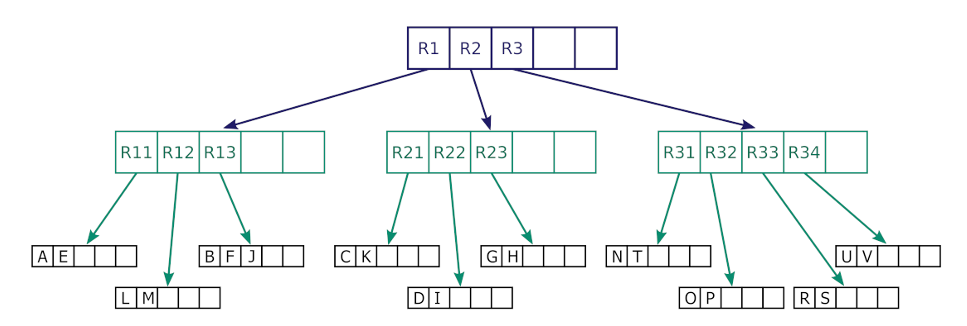 R1 R2 R3
R11 R12 R13 R21 R22 R23 R31 R32 R33 R34
A E B F J C K G H N T U V
L M D I O P R S